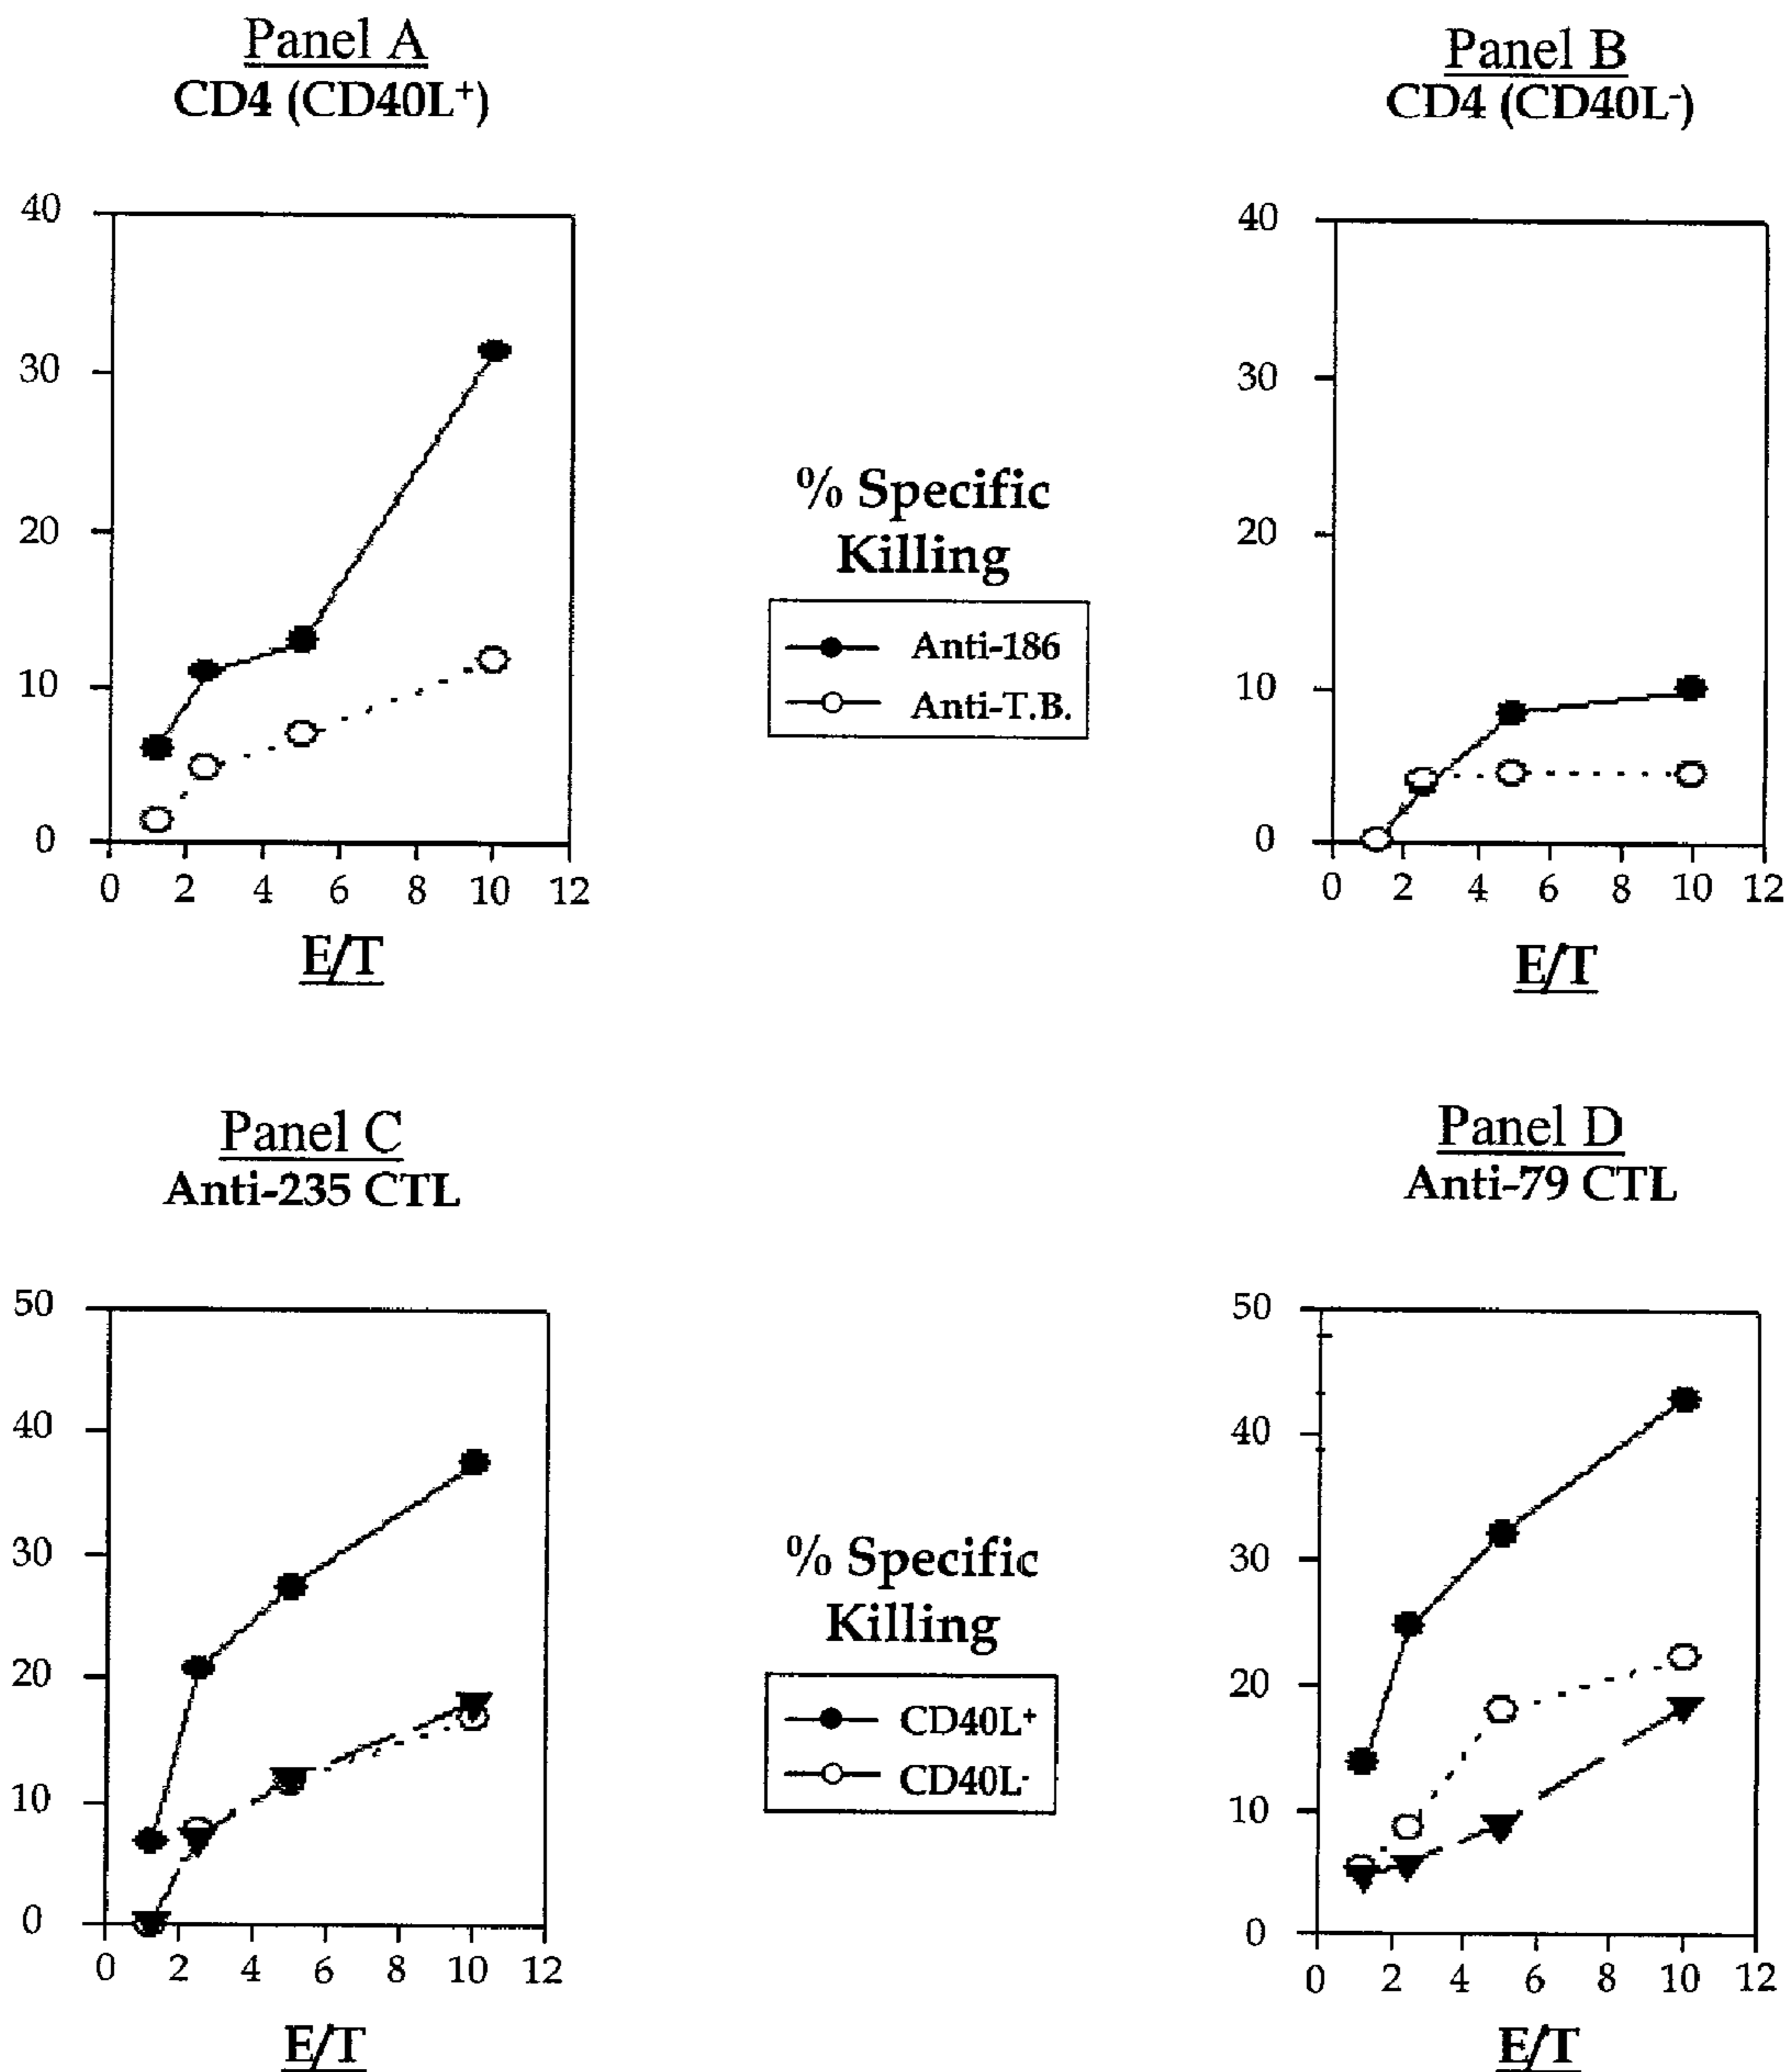 Panel A
CD4 (CD40L⁺)
Panel B
CD4 (CD40L⁻)
40
30
20
10
0
0 2 4 6 8 10 12
E/T
% Specific
Killing
Anti-186
Anti-T.B.
40
30
20
10
0
0 2 4 6 8 10 12
E/T
Panel C
Anti-235 CTL
Panel D
Anti-79 CTL
50
40
30
20
10
0
0 2 4 6 8 10 12
E/T
% Specific
Killing
CD40L⁺
CD40L⁻
50
40
30
20
10
0
0 2 4 6 8 10 12
E/T